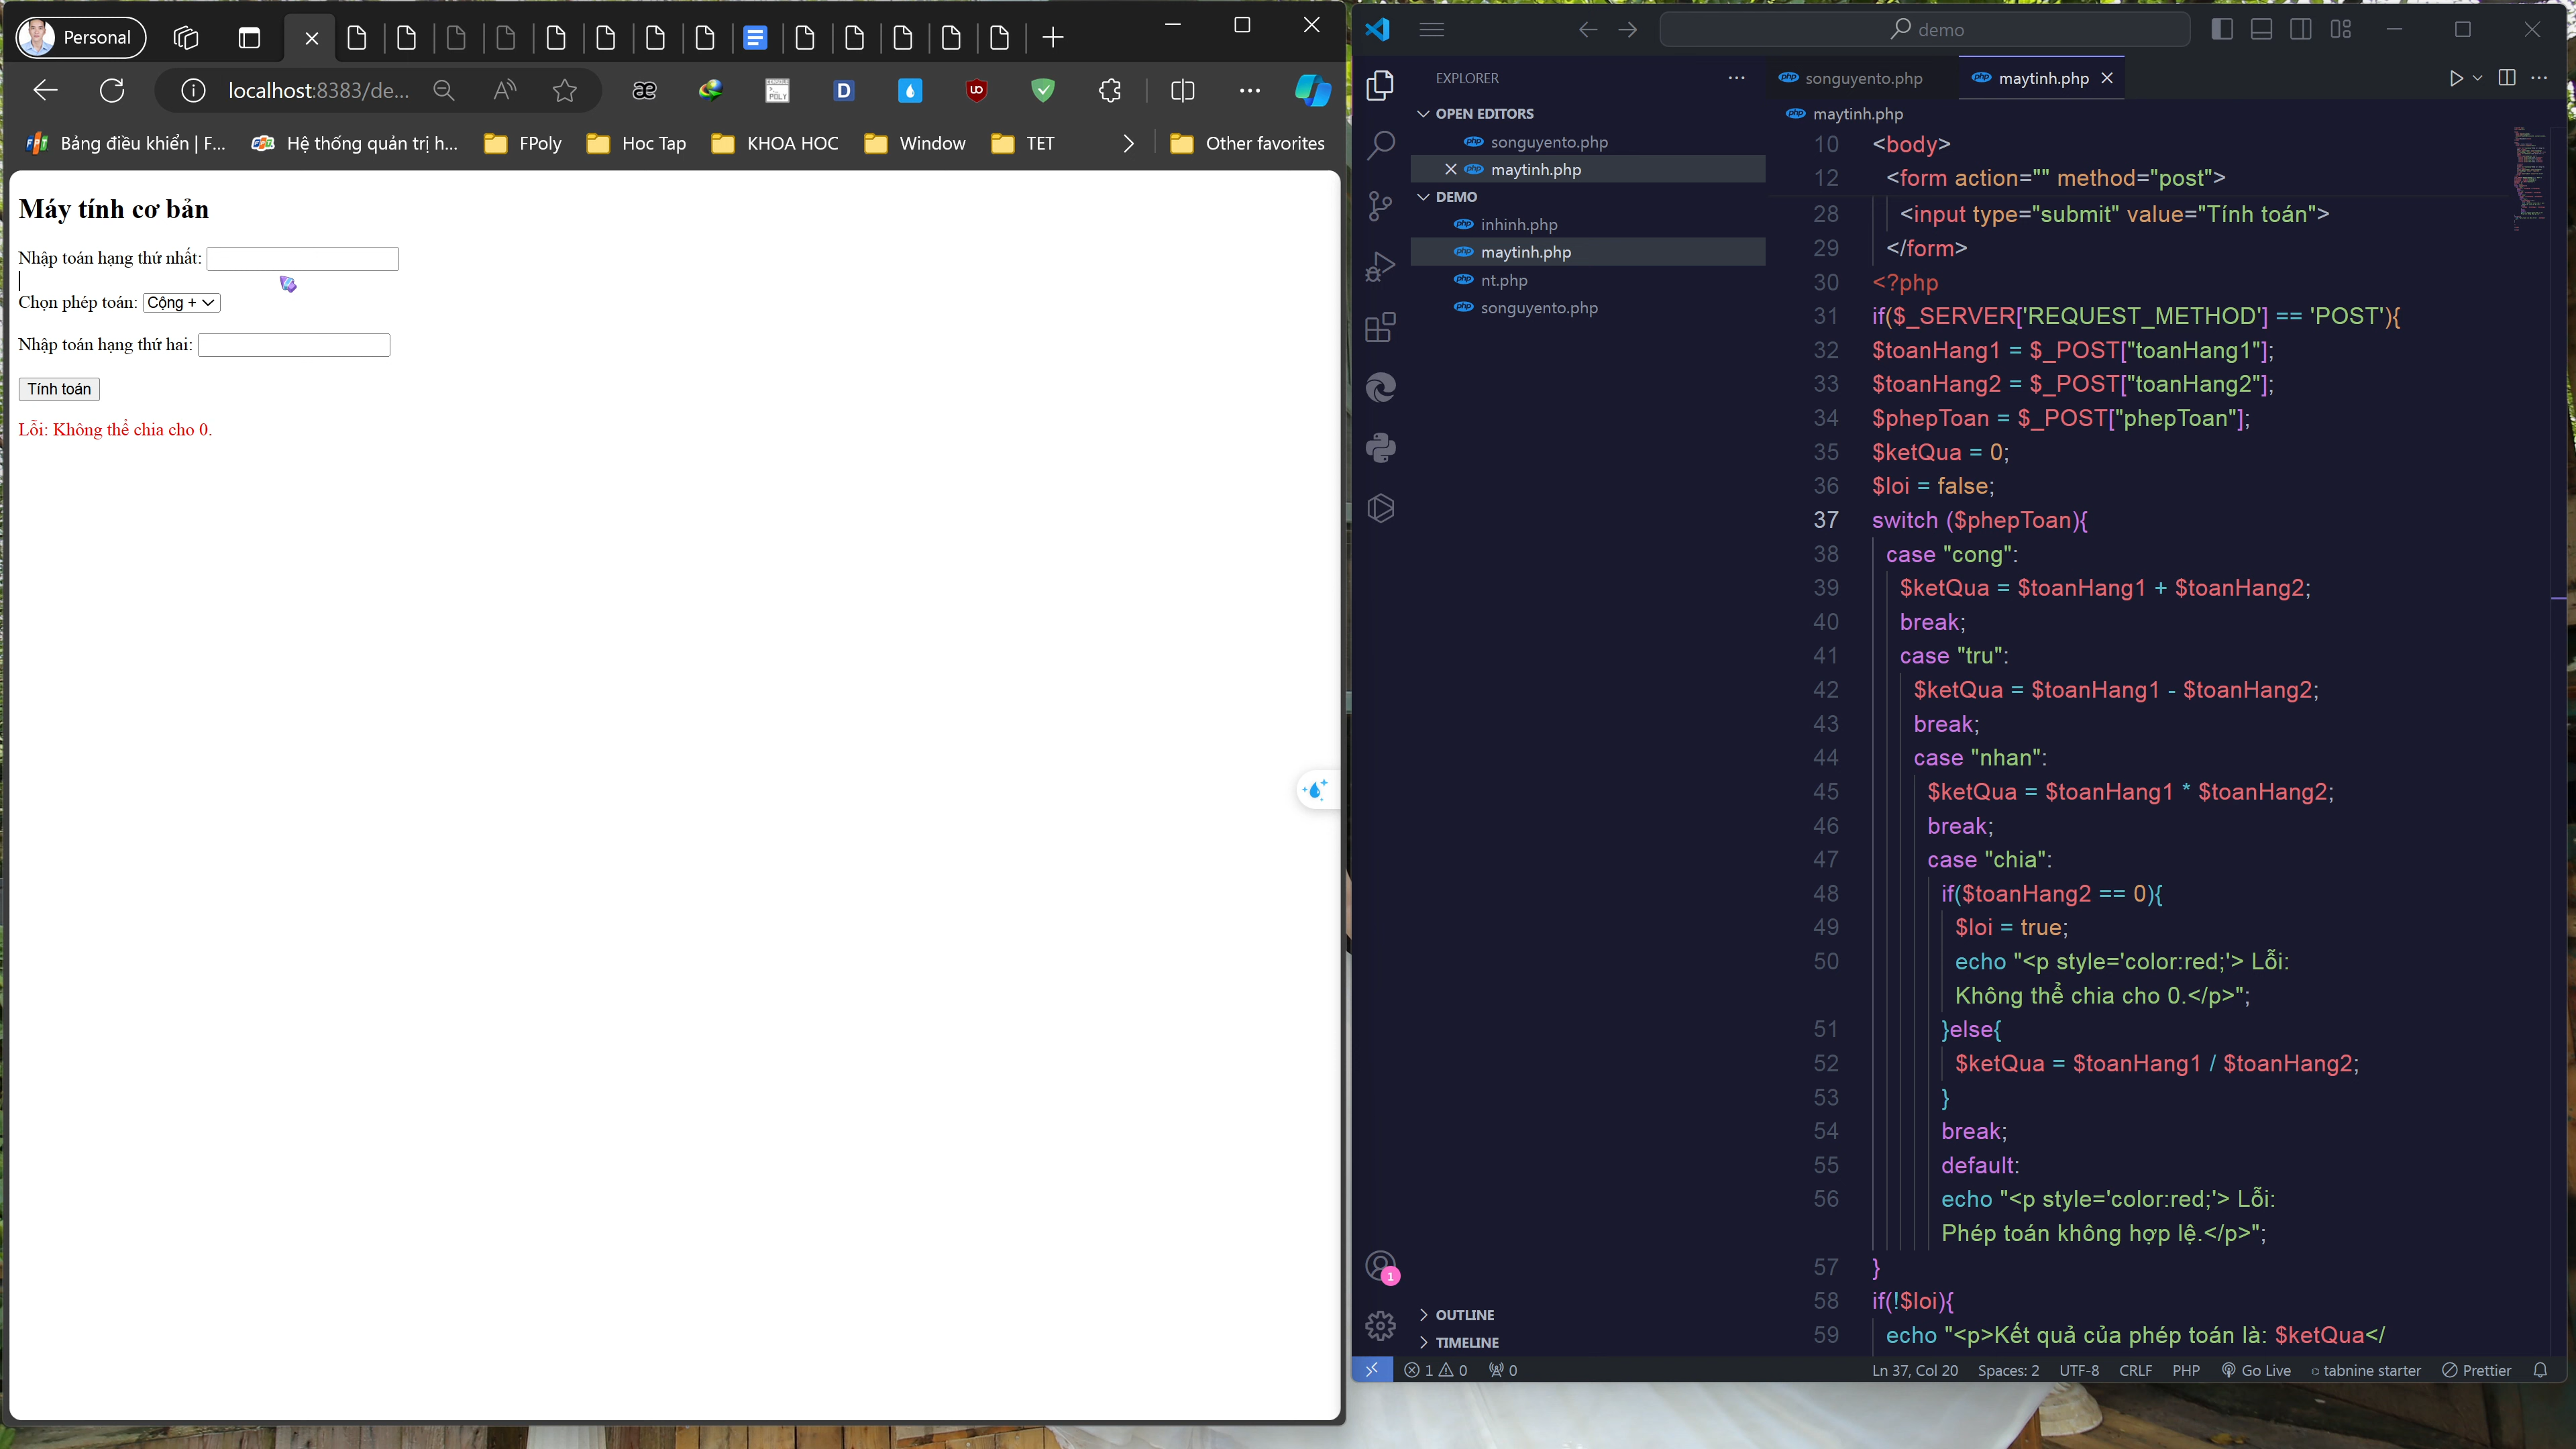 Personal
localhost:8383/de...
Bảng điều khiển | F...
Hệ thống quản trị h...
FPoly
Hoc Tap
KHOA HOC
Window
TET
Other favorites
Máy tính cơ bản
Nhập toán hạng thứ nhất:
Chọn phép toán: Cộng +
Nhập toán hạng thứ hai:
Tính toán
Lỗi: Không thể chia cho 0.
demo
EXPLORER
OPEN EDITORS
songuyento.php
maytinh.php
DEMO
inhinh.php
maytinh.php
nt.php
songuyento.php
OUTLINE
TIMELINE
songuyento.php
maytinh.php
maytinh.php
10 <body>
12 <form action="" method="post">
28 <input type="submit" value="Tính toán">
29 </form>
30 <?php
31 if($_SERVER['REQUEST_METHOD'] == 'POST'){
32 $toanHang1 = $_POST["toanHang1"];
33 $toanHang2 = $_POST["toanHang2"];
34 $phepToan = $_POST["phepToan"];
35 $ketQua = 0;
36 $loi = false;
37 switch ($phepToan){
38 case "cong":
39 $ketQua = $toanHang1 + $toanHang2;
40 break;
41 case "tru":
42 $ketQua = $toanHang1 - $toanHang2;
43 break;
44 case "nhan":
45 $ketQua = $toanHang1 * $toanHang2;
46 break;
47 case "chia":
48 if($toanHang2 == 0){
49 $loi = true;
50 echo "<p style='color:red;'> Lỗi:
Không thể chia cho 0.</p>";
51 }else{
52 $ketQua = $toanHang1 / $toanHang2;
53 }
54 break;
55 default:
56 echo "<p style='color:red;'> Lỗi:
Phép toán không hợp lệ.</p>";
57 }
58 if(!$loi){
59 echo "<p>Kết quả của phép toán là: $ketQua</
1
1 0 0
Ln 37, Col 20 Spaces: 2 UTF-8 CRLF PHP Go Live tabnine starter Prettier